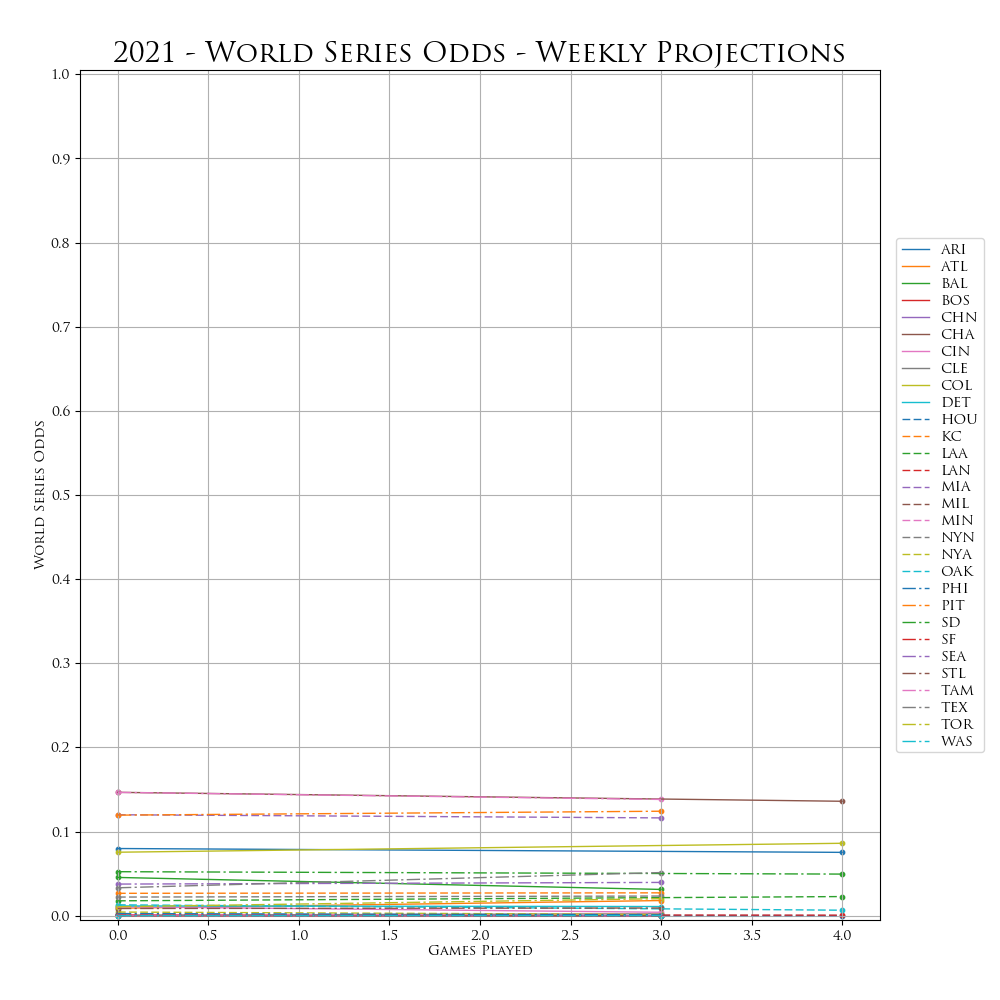 2021 - World Series Odds - Weekly Projections
1.0
0.9
0.8
0.7
0.6
0.5
0.4
0.3
0.2
0.1
0.0
World Series Odds
0.0 0.5 1.0 1.5 2.0 2.5 3.0 3.5 4.0
Games Played
ARI
ATL
BAL
BOS
CHN
CHA
CIN
CLE
COL
DET
HOU
KC
LAA
LAN
MIA
MIL
MIN
NYN
NYA
OAK
PHI
PIT
SD
SF
SEA
STL
TAM
TEX
TOR
WAS